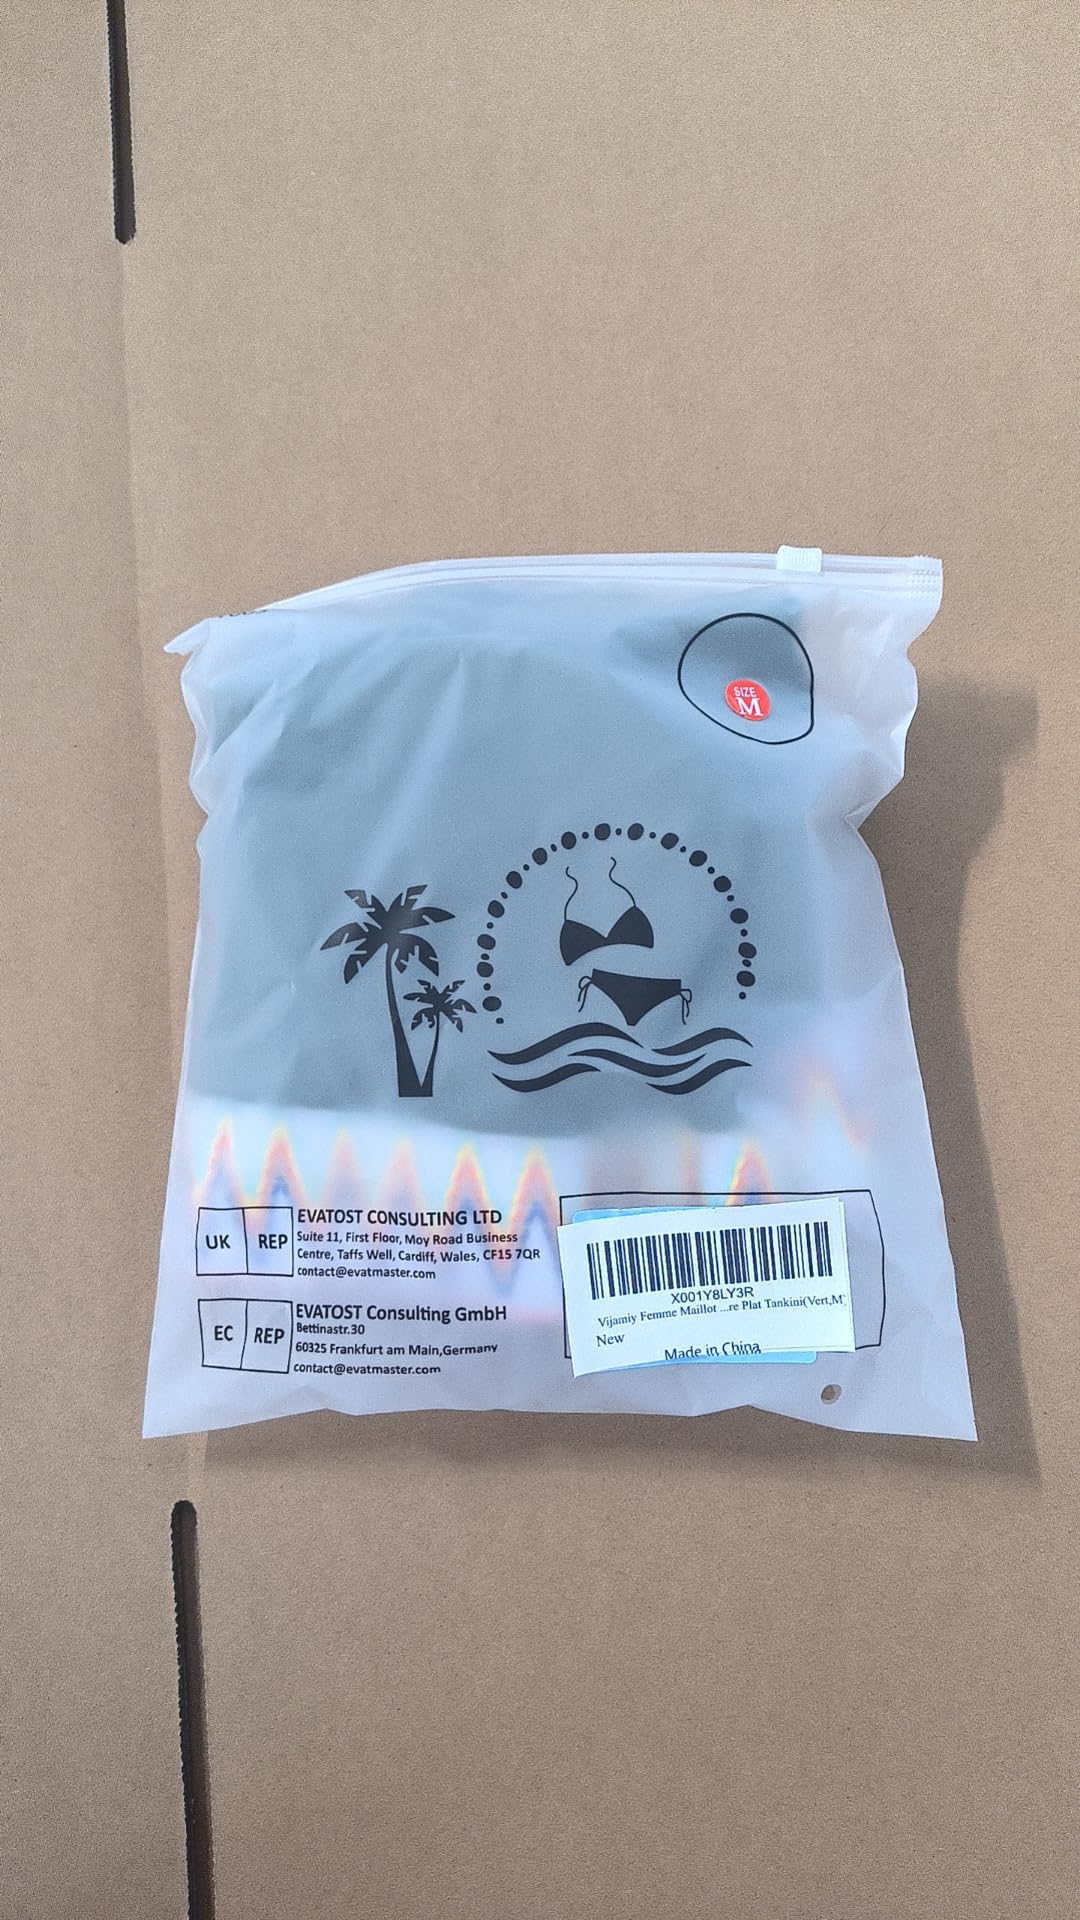 SIZE
M
UK REP
EVATOST CONSULTING LTD
Suite 11, First Floor, Moy Road Business
Centre, Taffs Well, Cardiff, Wales, CF15 7QR
contact@evatmaster.com
EC REP
EVATOST Consulting GmbH
Bettinastr.30
60325 Frankfurt am Main,Germany
contact@evatmaster.com
X001Y8LY3R
Vijamiy Femme Maillot ...re Plat Tankini(Vert,M)
New
Made in China